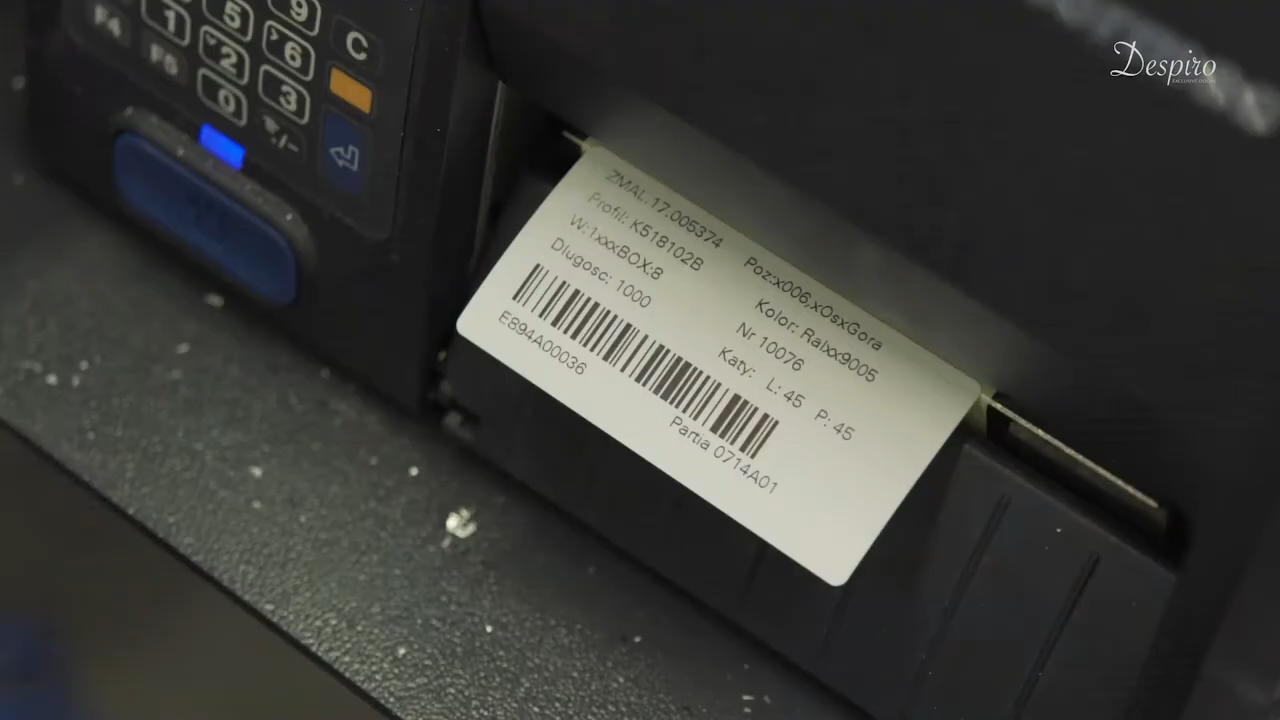 Despiro
F4
F5
1
5
9
2
6
0
3
C
ZMAL.17.005374
Profil: K518102B
W:1xxxBOX:8
Dlugosc: 1000
Poz:x006,xOsxGora
Kolor: Ralxx9005
Nr 10076
Katy: L: 45 P: 45
E894A00036
Partia 0714A01